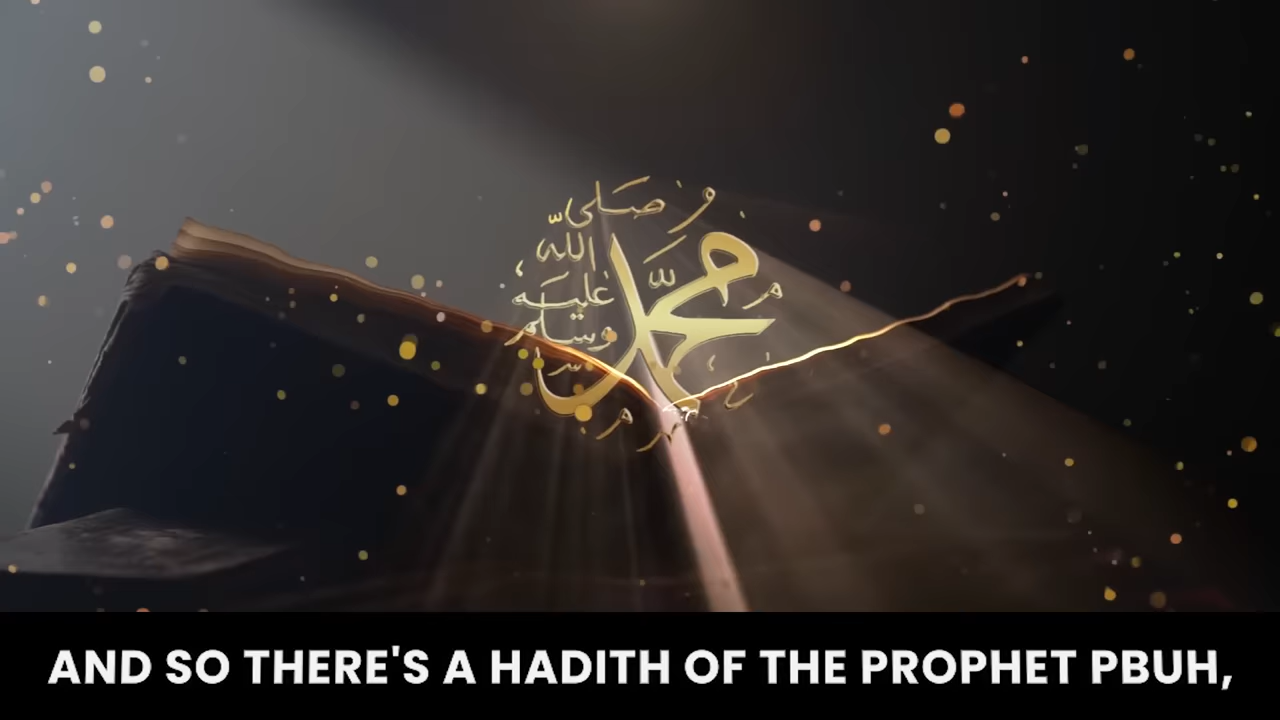 صلى
الله
عليه
وسلم
محمد
AND SO THERE'S A HADITH OF THE PROPHET PBUH,